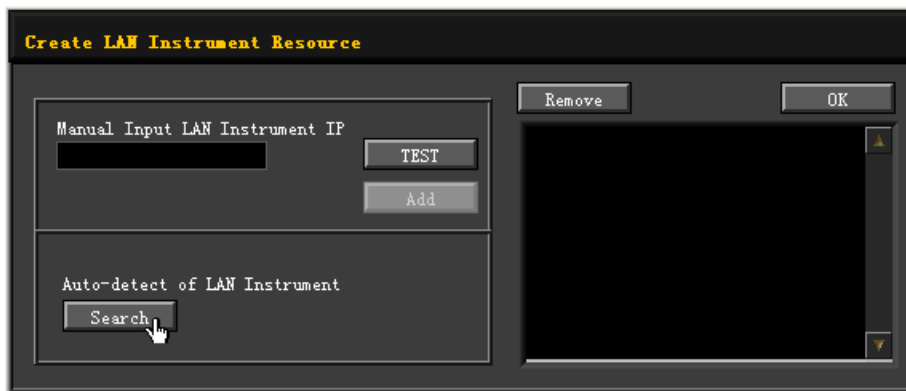 Create LAN Instrument Resource
Manual Input LAN Instrument IP
TEST
Add
Auto-detect of LAN Instrument
Search
Remove
OK